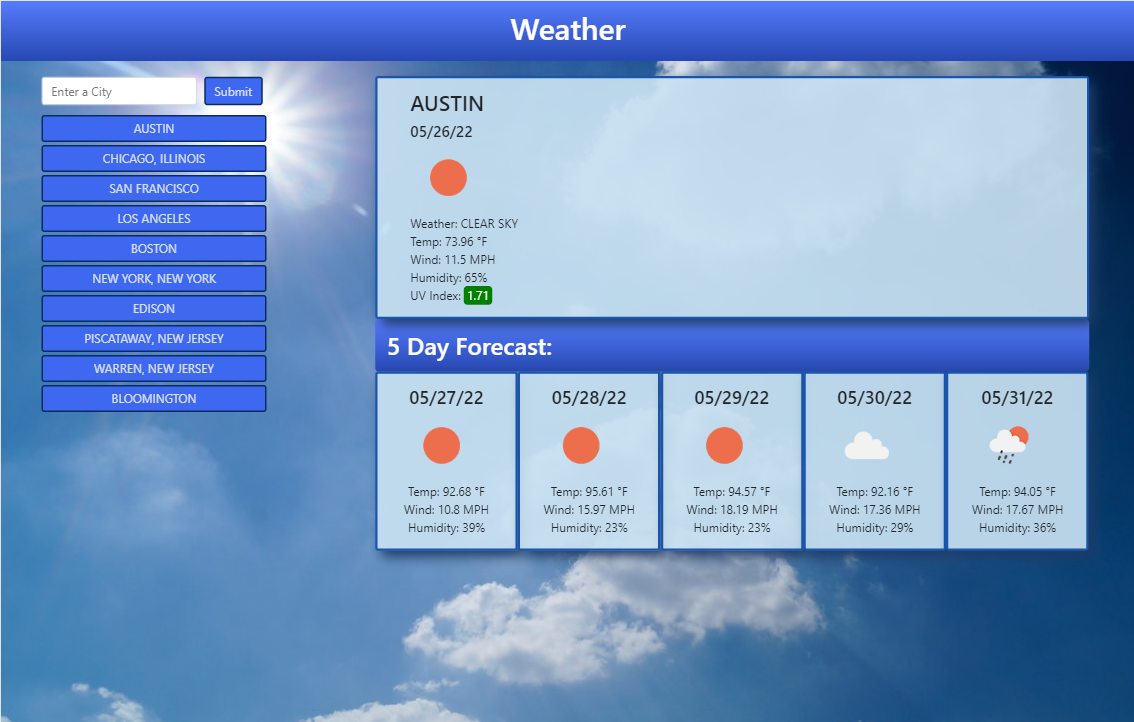 Weather
Enter a City
Submit
AUSTIN
CHICAGO, ILLINOIS
SAN FRANCISCO
LOS ANGELES
BOSTON
NEW YORK, NEW YORK
EDISON
PISCATAWAY, NEW JERSEY
WARREN, NEW JERSEY
BLOOMINGTON
AUSTIN
05/26/22
Weather: CLEAR SKY
Temp: 73.96 °F
Wind: 11.5 MPH
Humidity: 65%
UV Index: 1.71
5 Day Forecast:
05/27/22
Temp: 92.68 °F
Wind: 10.8 MPH
Humidity: 39%
05/28/22
Temp: 95.61 °F
Wind: 15.97 MPH
Humidity: 23%
05/29/22
Temp: 94.57 °F
Wind: 18.19 MPH
Humidity: 23%
05/30/22
Temp: 92.16 °F
Wind: 17.36 MPH
Humidity: 29%
05/31/22
Temp: 94.05 °F
Wind: 17.67 MPH
Humidity: 36%